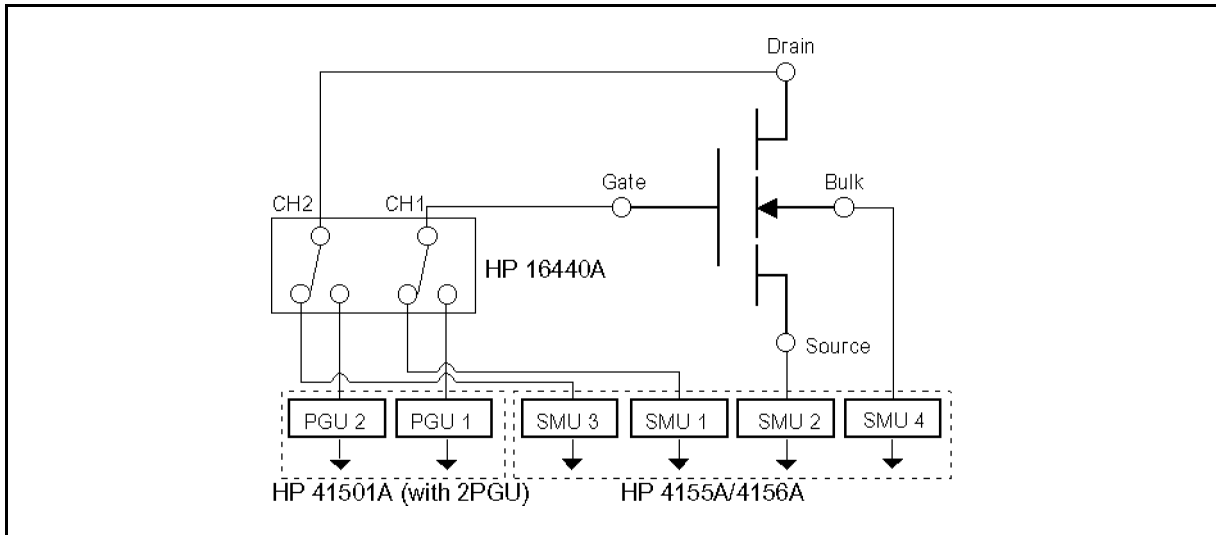 Drain
Gate
Bulk
CH2
CH1
HP 16440A
Source
PGU 2
PGU 1
SMU 3
SMU 1
SMU 2
SMU 4
HP 41501A (with 2PGU)
HP 4155A/4156A